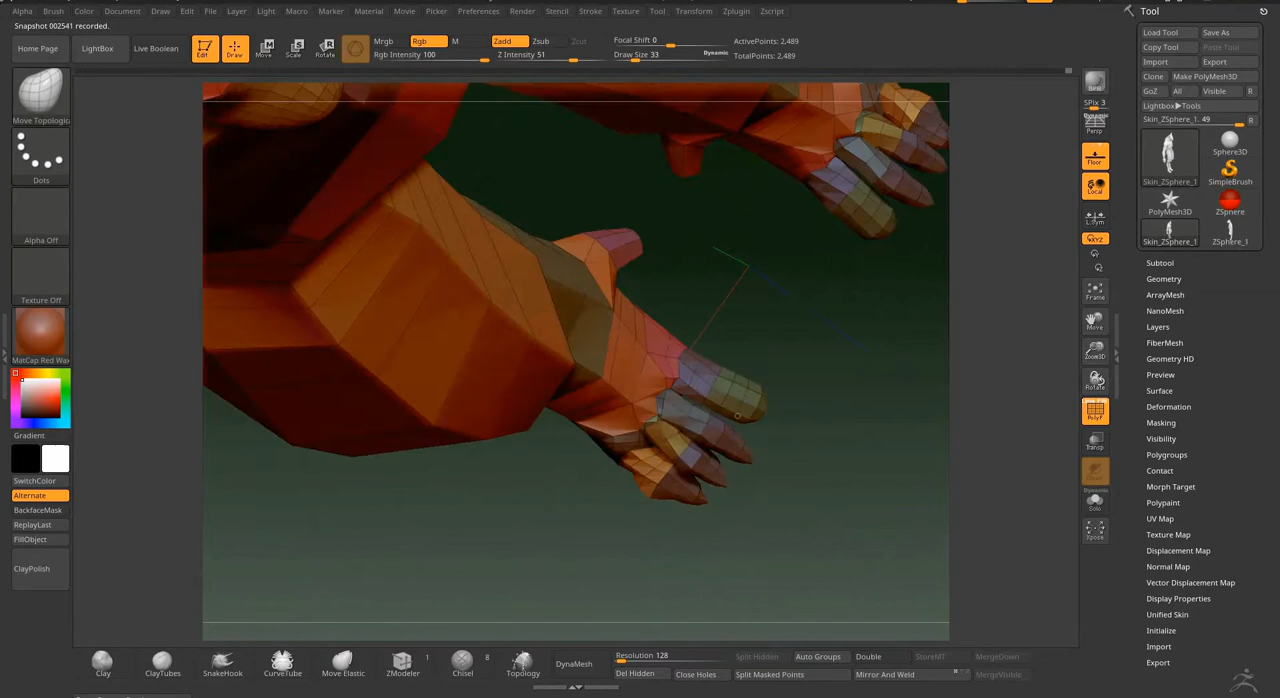 Alpha Brush Color Document Draw Edit File Layer Light Macro Marker Material Movie Picker Preferences Render Stencil Stroke Texture Tool Transform Zplugin Zscript
Snapshot 002541 recorded.
Home Page LightBox Live Boolean Edit Draw Move Scale Rotate
Mrgb Rgb M Zadd Zsub Zcut
Rgb Intensity 100 Z Intensity 51
Focal Shift 0
Draw Size 33 Dynamic
ActivePoints: 2,489
TotalPoints: 2,489
Move Topologic
Dots
Alpha Off
Texture Off
MatCap Red Wax
Gradient
SwitchColor
Alternate
BackfaceMask
ReplayLast
FillObject
ClayPolish
BPR
SPix 3
Dynamic
Persp
Floor
Local
L.Sym
XYZ
Frame
Move
Zoom3D
Rotate
PolyF
Transp
Dynamic
Solo
Xpose
Tool
Load Tool Save As
Copy Tool Paste Tool
Import Export
Clone Make PolyMesh3D
GoZ All Visible R
Lightbox▶Tools
Skin_ZSphere_1. 49 R
Skin_ZSphere_1 Sphere3D
SimpleBrush
PolyMesh3D ZSphere
Skin_ZSphere_1 ZSphere_1
Subtool
Geometry
ArrayMesh
NanoMesh
Layers
FiberMesh
Geometry HD
Preview
Surface
Deformation
Masking
Visibility
Polygroups
Contact
Morph Target
Polypaint
UV Map
Texture Map
Displacement Map
Normal Map
Vector Displacement Map
Display Properties
Unified Skin
Initialize
Import
Export
Clay ClayTubes SnakeHook CurveTube Move Elastic ZModeler 1 Chisel 8 Topology
DynaMesh
Resolution 128 Split Hidden Auto Groups Double StoreMT MergeDown
Del Hidden Close Holes Split Masked Points Mirror And Weld MergeVisible